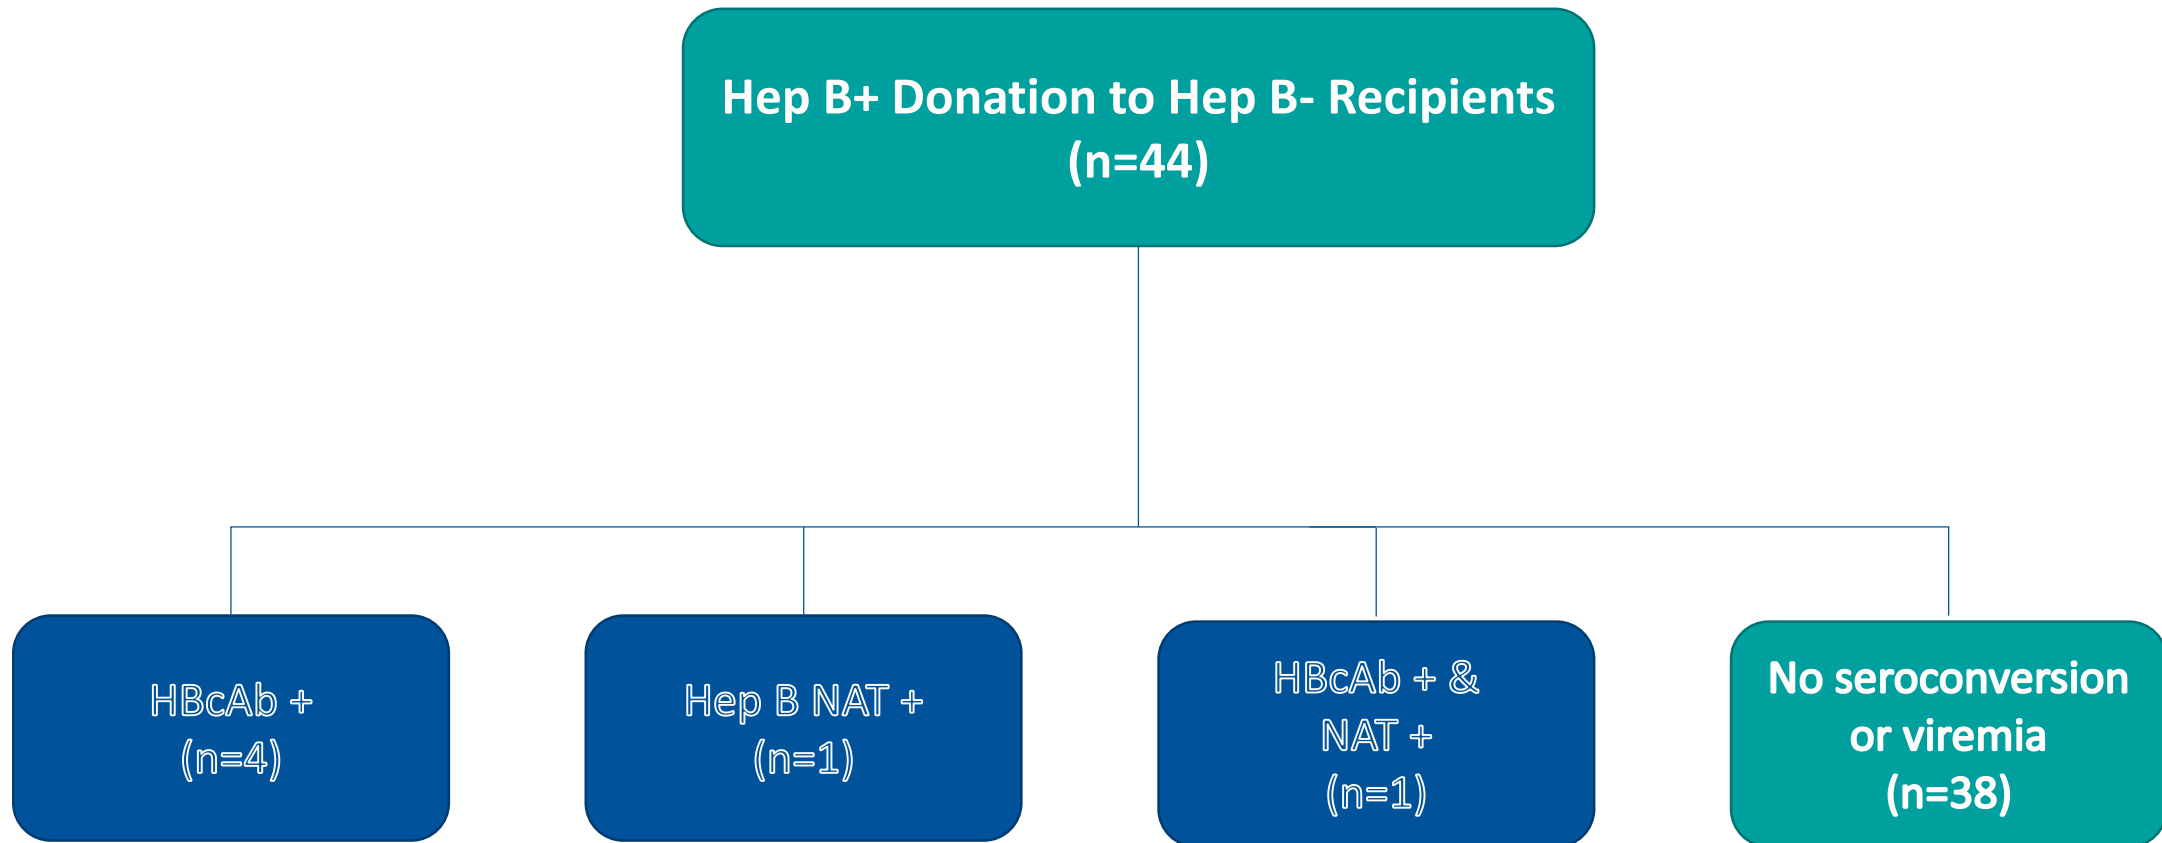 Hep B+ Donation to Hep B- Recipients
(n=44)
HBcAb +
(n=4)
Hep B NAT +
(n=1)
HBcAb + &
NAT +
(n=1)
No seroconversion
or viremia
(n=38)